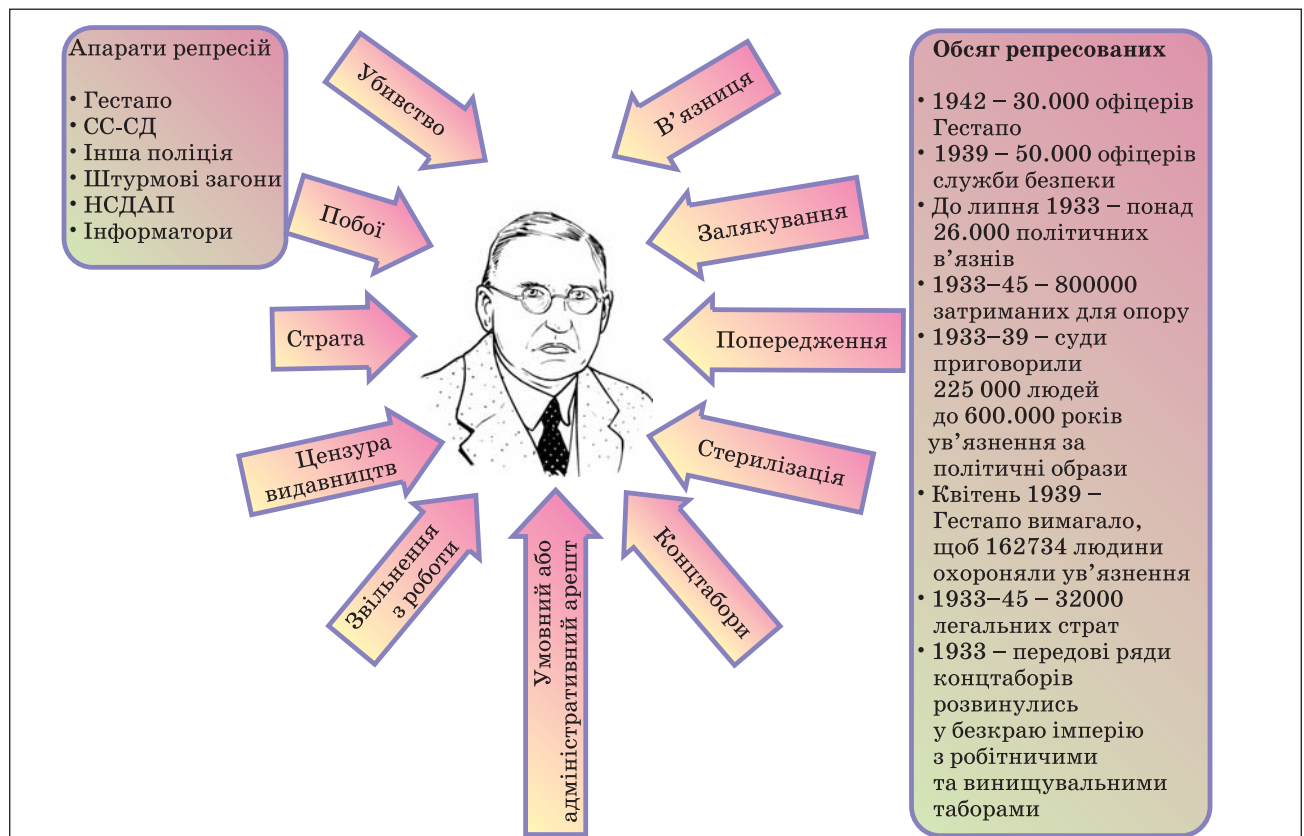 Апарати репресій
• Гестапо
• СС-СД
• Інша поліція
• Штурмові загони
• НСДАП
• Інформатори
Убивство
Побої
Страта
Цензура
видавництв
Звільнення
з роботи
Умовний або
адміністративний арешт
Концтабори
Стерилізація
Попередження
Залякування
В’язниця
Обсяг репресованих
• 1942 – 30.000 офіцерів
Гестапо
• 1939 – 50.000 офіцерів
служби безпеки
• До липня 1933 – понад
26.000 політичних
в’язнів
• 1933–45 – 800000
затриманих для опору
• 1933–39 – суди
приговорили
225 000 людей
до 600.000 років
ув’язнення за
політичні образи
• Квітень 1939 –
Гестапо вимагало,
щоб 162734 людини
охороняли ув’язнення
• 1933–45 – 32000
легальних страт
• 1933 – передові ряди
концтаборів
розвинулись
у безкраю імперію
з робітничими
та винищувальними
таборами